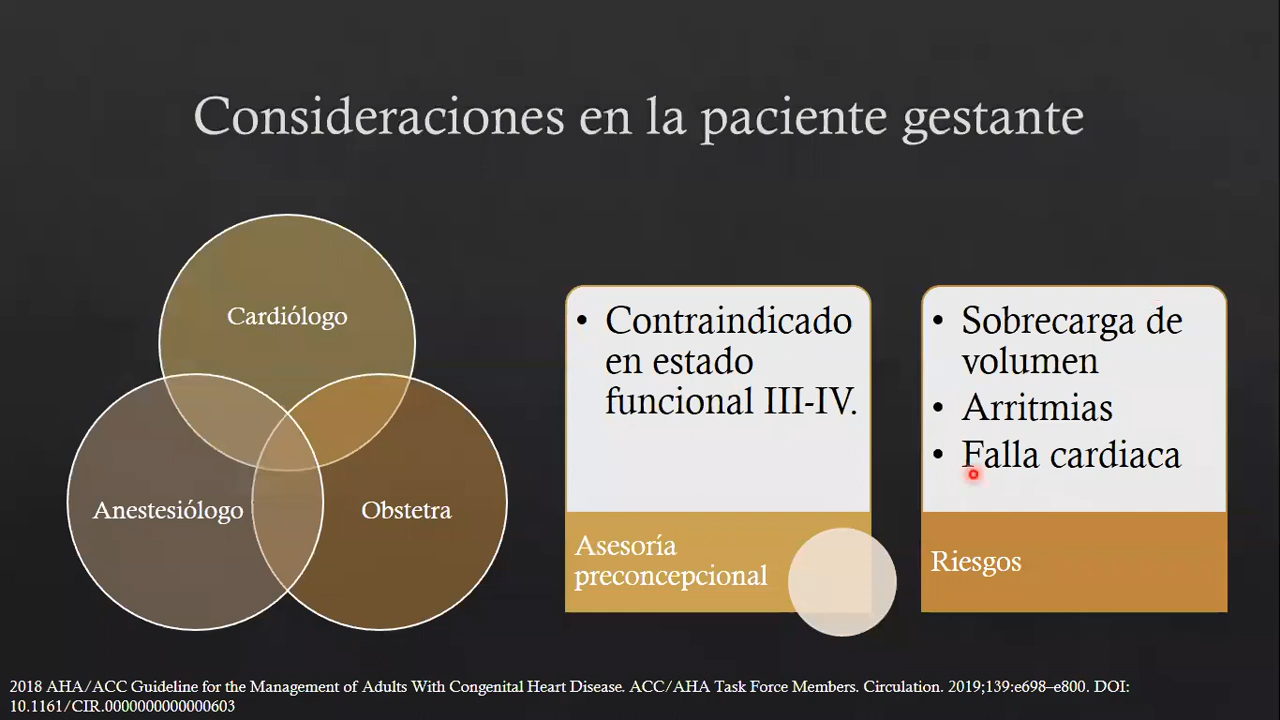 Consideraciones en la paciente gestante
Cardiólogo
Anestesiólogo
Obstetra
• Contraindicado
en estado
funcional III-IV.
Asesoría
preconcepcional
• Sobrecarga de
volumen
• Arritmias
• Falla cardiaca
Riesgos
2018 AHA/ACC Guideline for the Management of Adults With Congenital Heart Disease. ACC/AHA Task Force Members. Circulation. 2019;139:e698–e800. DOI:
10.1161/CIR.0000000000000603